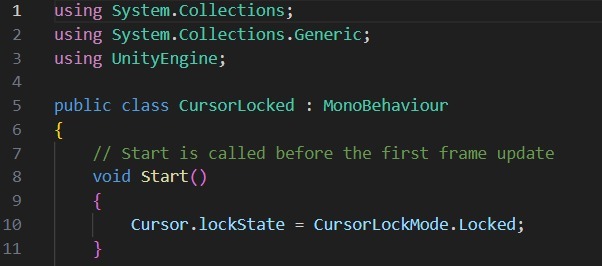 1 using System.Collections;
2 using System.Collections.Generic;
3 using UnityEngine;
4
5 public class CursorLocked : MonoBehaviour
6 {
7 // Start is called before the first frame update
8 void Start()
9 {
10 Cursor.lockState = CursorLockMode.Locked;
11 }